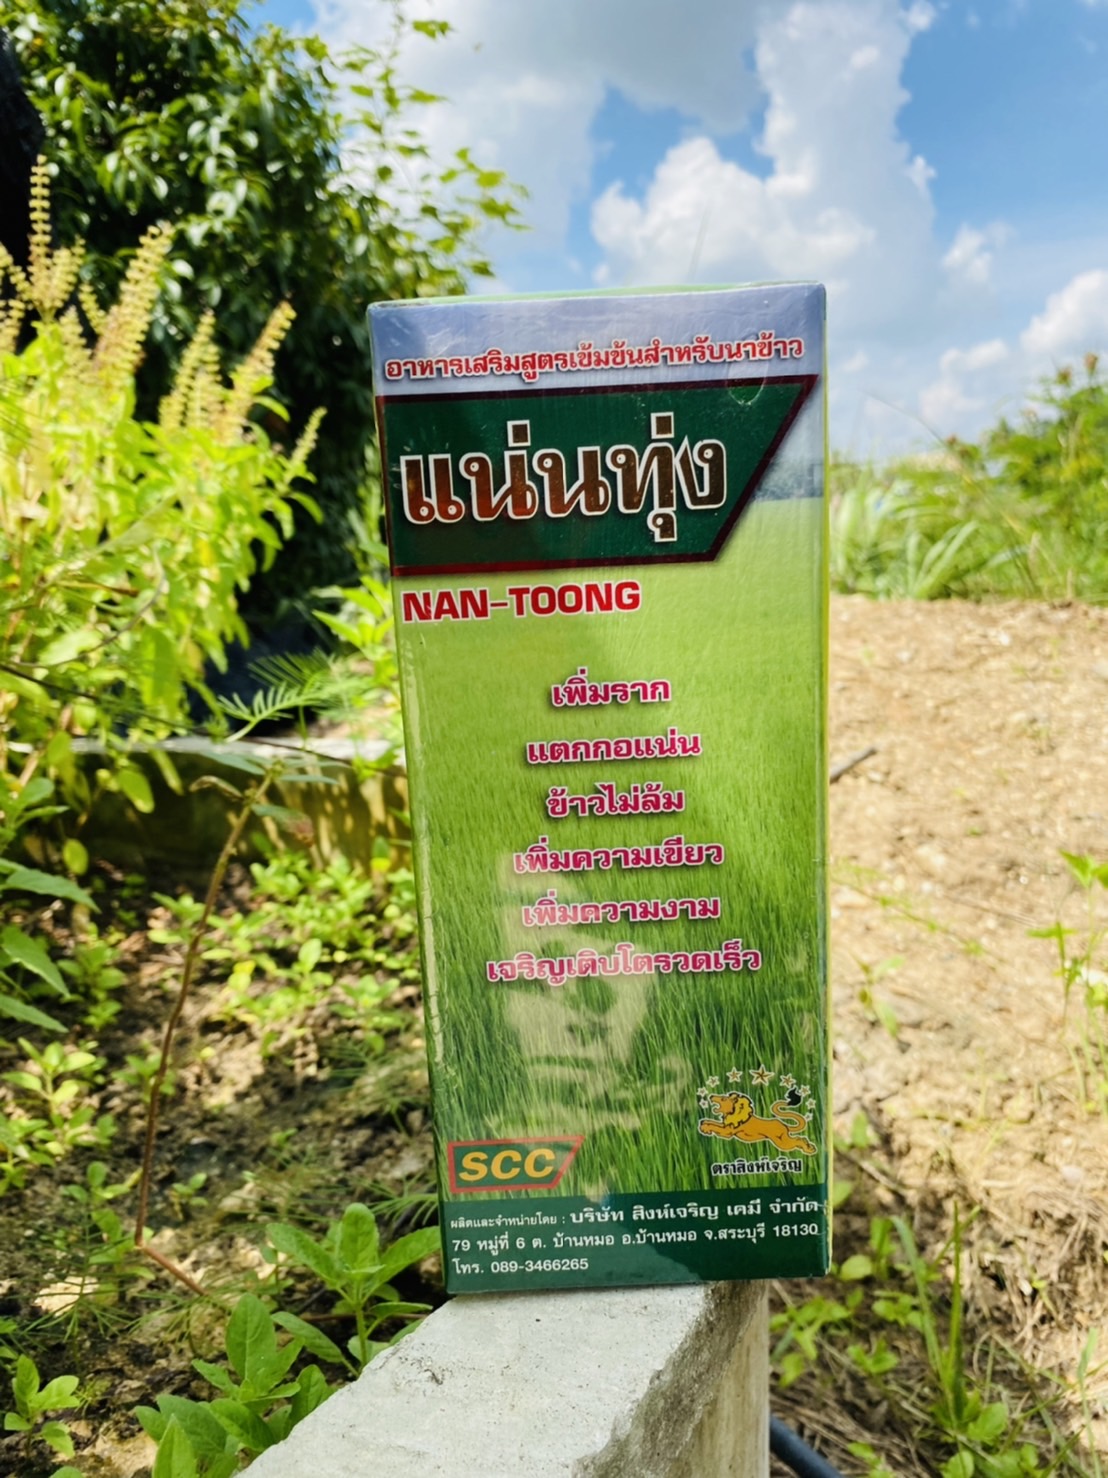 อาหารเสริมสูตรเข้มข้นสำหรับนาข้าว
แน่นทุ่ง
NAN-TOONG
เพิ่มราก
แตกกอแน่น
ข้าวไม่ล้ม
เพิ่มความเขียว
เพิ่มความงาม
เจริญเติบโตรวดเร็ว
ตราสิงห์เจริญ
SCC
ผลิตและจำหน่ายโดย : บริษัท สิงห์เจริญ เคมี จำกัด
79 หมู่ที่ 6 ต. บ้านหมอ อ.บ้านหมอ จ.สระบุรี 18130
โทร. 089-3466265